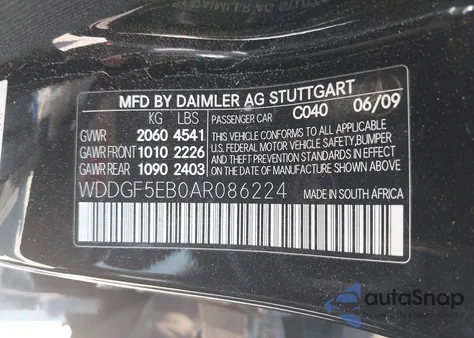 MFD BY DAIMLER AG STUTTGART
KG LBS PASSENGER CAR C040 06/09
GVWR 2060 4541 THIS VEHICLE CONFORMS TO ALL APPLICABLE
GAWR FRONT 1010 2226 U.S. FEDERAL MOTOR VEHICLE SAFETY, BUMPER
GAWR REAR 1090 2403 AND THEFT PREVENTION STANDARDS IN
EFFECT ON THE DATE OF MANUFACTURE SHOWN ABOVE.
WDDGF5EB0AR086224 MADE IN SOUTH AFRICA
autoSnap